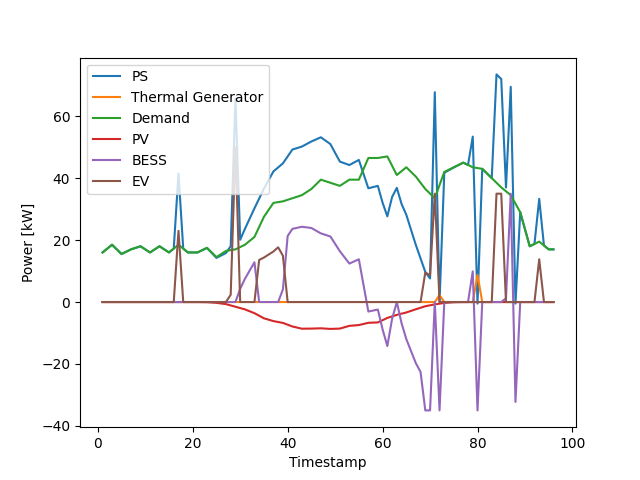 PS
Thermal Generator
Demand
PV
BESS
EV
Power [kW]
60
40
20
0
−20
−40
0 20 40 60 80 100
Timestamp